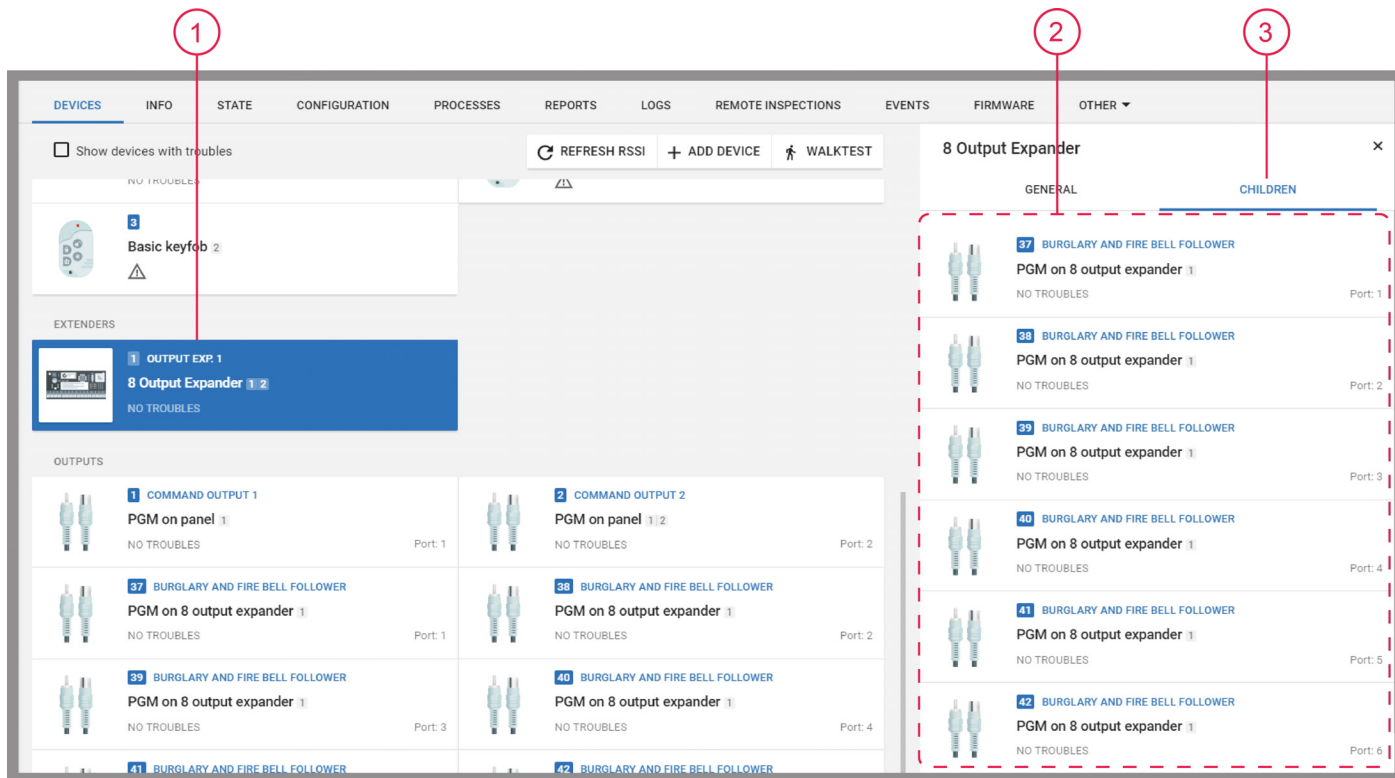 1
2
3
DEVICES INFO STATE CONFIGURATION PROCESSES REPORTS LOGS REMOTE INSPECTIONS EVENTS FIRMWARE OTHER
Show devices with troubles
REFRESH RSSI + ADD DEVICE WALKTEST
NO TROUBLES
3
Basic keyfob 2
EXTENDERS
1 OUTPUT EXP. 1
8 Output Expander 1 2
NO TROUBLES
OUTPUTS
1 COMMAND OUTPUT 1
PGM on panel 1
NO TROUBLES Port: 1
2 COMMAND OUTPUT 2
PGM on panel 1 2
NO TROUBLES Port: 2
37 BURGLARY AND FIRE BELL FOLLOWER
PGM on 8 output expander 1
NO TROUBLES Port: 1
38 BURGLARY AND FIRE BELL FOLLOWER
PGM on 8 output expander 1
NO TROUBLES Port: 2
39 BURGLARY AND FIRE BELL FOLLOWER
PGM on 8 output expander 1
NO TROUBLES Port: 3
40 BURGLARY AND FIRE BELL FOLLOWER
PGM on 8 output expander 1
NO TROUBLES Port: 4
41 BURGLARY AND FIRE BELL FOLLOWER
42 BURGLARY AND FIRE BELL FOLLOWER
8 Output Expander ×
GENERAL CHILDREN
37 BURGLARY AND FIRE BELL FOLLOWER
PGM on 8 output expander 1
NO TROUBLES Port: 1
38 BURGLARY AND FIRE BELL FOLLOWER
PGM on 8 output expander 1
NO TROUBLES Port: 2
39 BURGLARY AND FIRE BELL FOLLOWER
PGM on 8 output expander 1
NO TROUBLES Port: 3
40 BURGLARY AND FIRE BELL FOLLOWER
PGM on 8 output expander 1
NO TROUBLES Port: 4
41 BURGLARY AND FIRE BELL FOLLOWER
PGM on 8 output expander 1
NO TROUBLES Port: 5
42 BURGLARY AND FIRE BELL FOLLOWER
PGM on 8 output expander 1
NO TROUBLES Port: 6